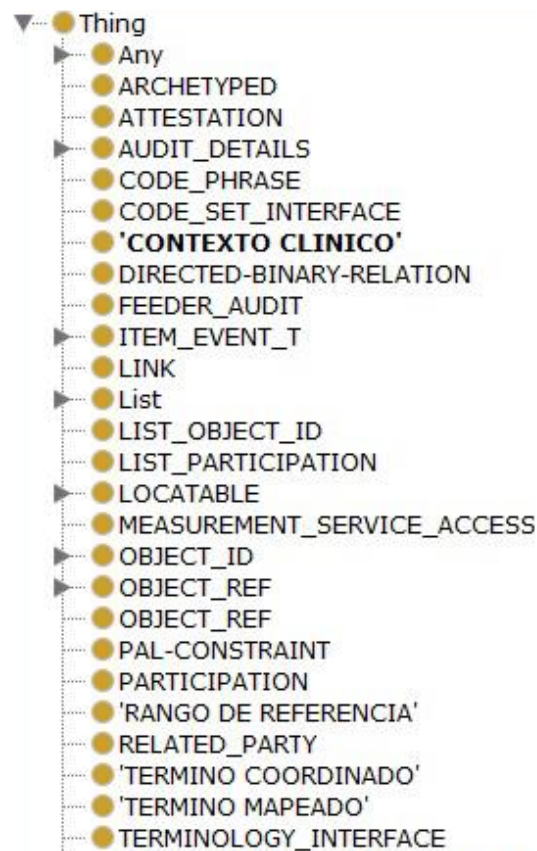 Thing
Any
ARCHETYPED
ATTESTATION
AUDIT_DETAILS
CODE_PHRASE
CODE_SET_INTERFACE
'CONTEXTO CLINICO'
DIRECTED-BINARY-RELATION
FEEDER_AUDIT
ITEM_EVENT_T
LINK
List
LIST_OBJECT_ID
LIST_PARTICIPATION
LOCATABLE
MEASUREMENT_SERVICE_ACCESS
OBJECT_ID
OBJECT_REF
OBJECT_REF
PAL-CONSTRAINT
PARTICIPATION
'RANGO DE REFERENCIA'
RELATED_PARTY
'TERMINO COORDINADO'
'TERMINO MAPEADO'
TERMINOLOGY_INTERFACE